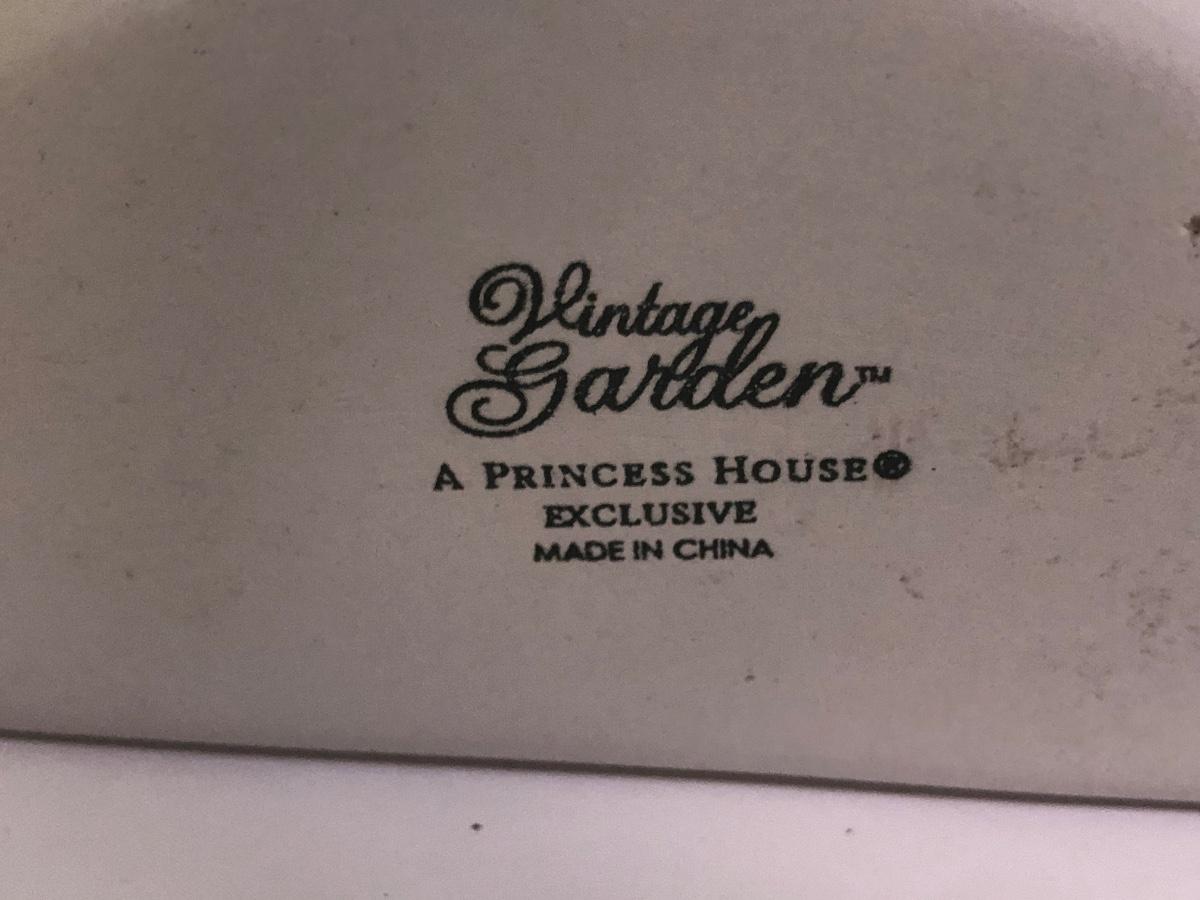 Vintage
Garden™
A PRINCESS HOUSE®
EXCLUSIVE
MADE IN CHINA